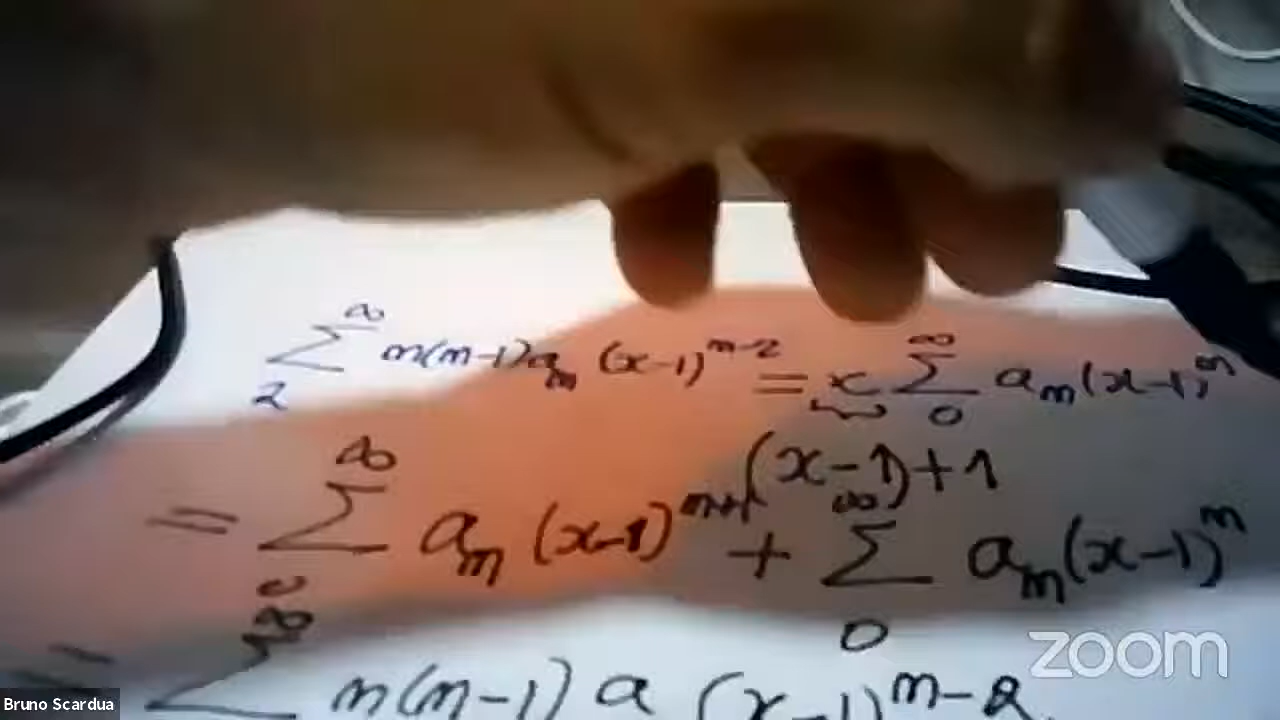 ∞ ∞
∑ m(m-1)aₘ (x-1)ᵐ⁻² = x ∑ aₘ(x-1)ᵐ
2 0
(x-1)+1
∞ ∞
= ∑ aₘ (x-1)ᵐ⁺¹ + ∑ aₘ(x-1)ᵐ
0 0
∞
= ∑ m(m-1) a (x-1)ᵐ⁻²
zoom
Bruno Scardua